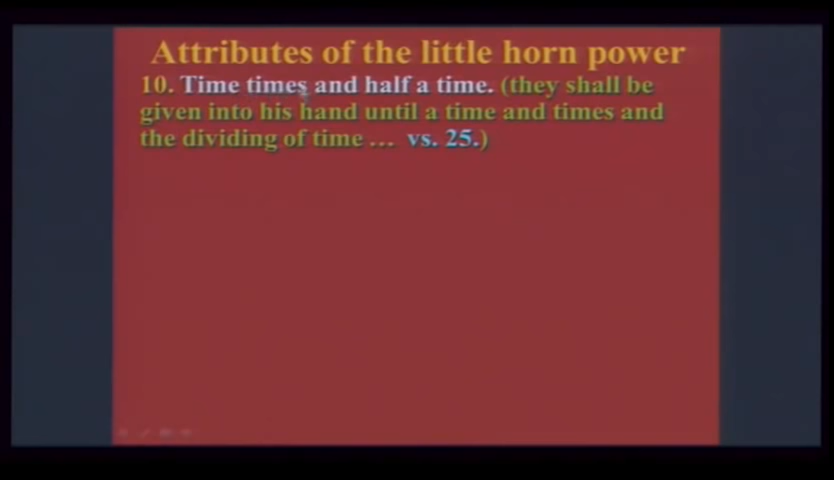 Attributes of the little horn power
10. Time times and half a time. (they shall be
given into his hand until a time and times and
the dividing of time ... vs. 25.)